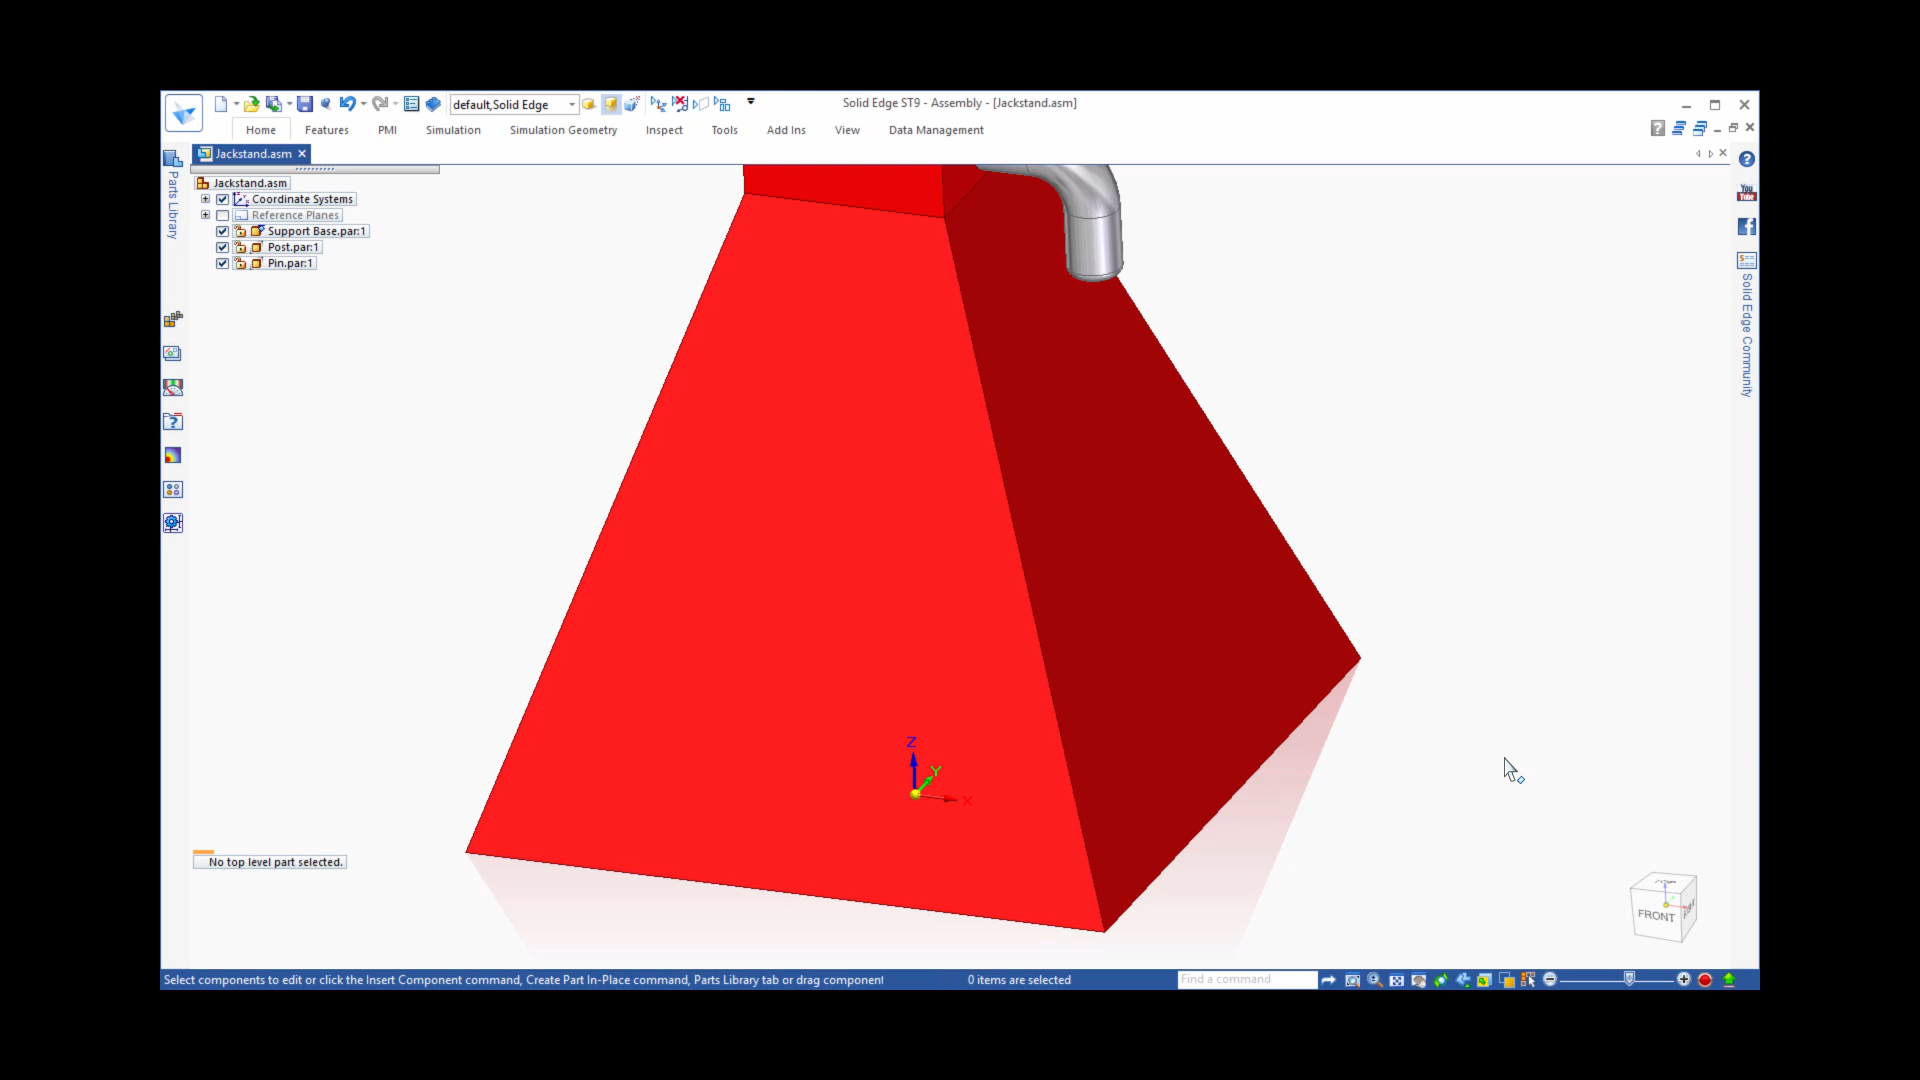 default,Solid Edge
Solid Edge ST9 - Assembly - [Jackstand.asm]
Home Features PMI Simulation Simulation Geometry Inspect Tools Add Ins View Data Management
Jackstand.asm
Parts Library
Jackstand.asm
Coordinate Systems
Reference Planes
Support Base.par:1
Post.par:1
Pin.par:1
You
Tube
Solid Edge Community
Z
Y
X
No top level part selected.
FRONT
Select components to edit or click the Insert Component command, Create Part In-Place command, Parts Library tab or drag component
0 items are selected
Find a command